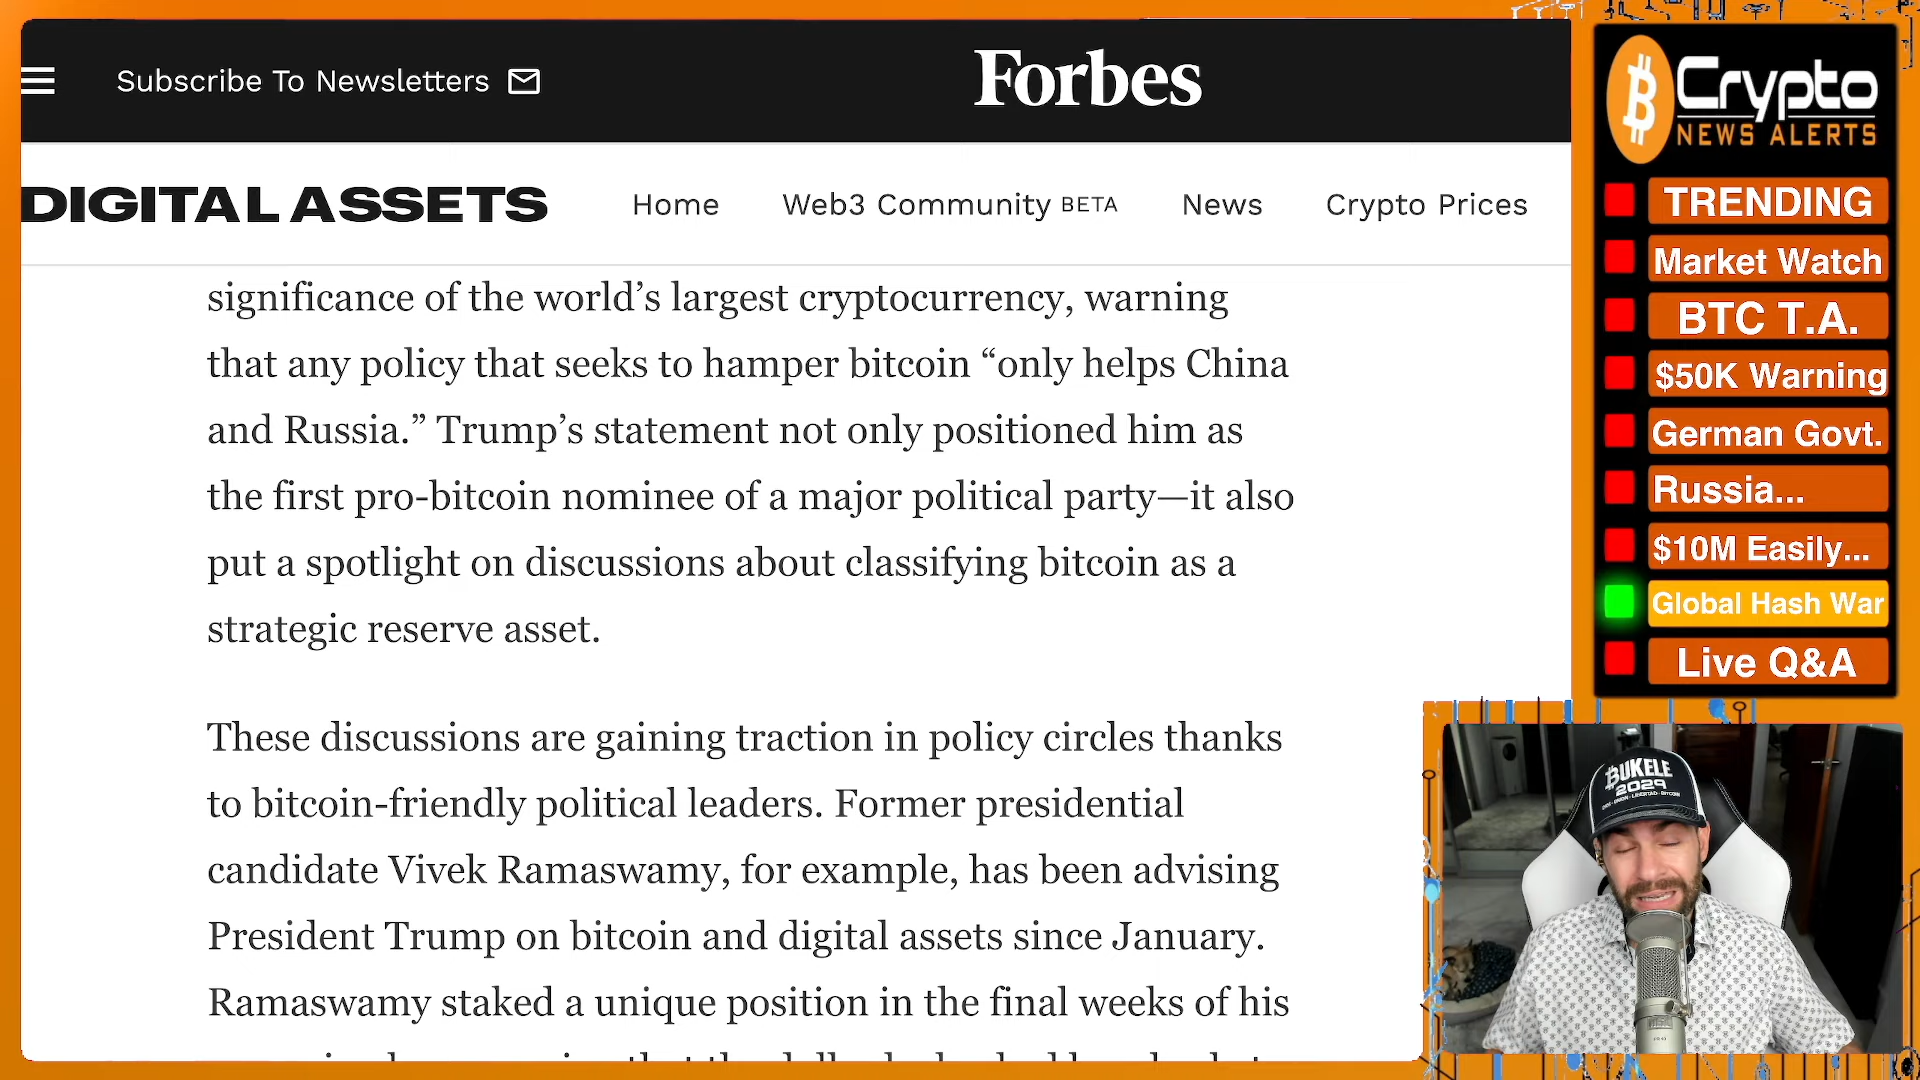 Subscribe To Newsletters
Forbes
DIGITAL ASSETS
Home
Web3 Community BETA
News
Crypto Prices
significance of the world’s largest cryptocurrency, warning
that any policy that seeks to hamper bitcoin “only helps China
and Russia.” Trump’s statement not only positioned him as
the first pro-bitcoin nominee of a major political party—it also
put a spotlight on discussions about classifying bitcoin as a
strategic reserve asset.
These discussions are gaining traction in policy circles thanks
to bitcoin-friendly political leaders. Former presidential
candidate Vivek Ramaswamy, for example, has been advising
President Trump on bitcoin and digital assets since January.
Ramaswamy staked a unique position in the final weeks of his
Crypto
NEWS ALERTS
TRENDING
Market Watch
BTC T.A.
$50K Warning
German Govt.
Russia...
$10M Easily...
Global Hash War
Live Q&A
BUKELE
2029